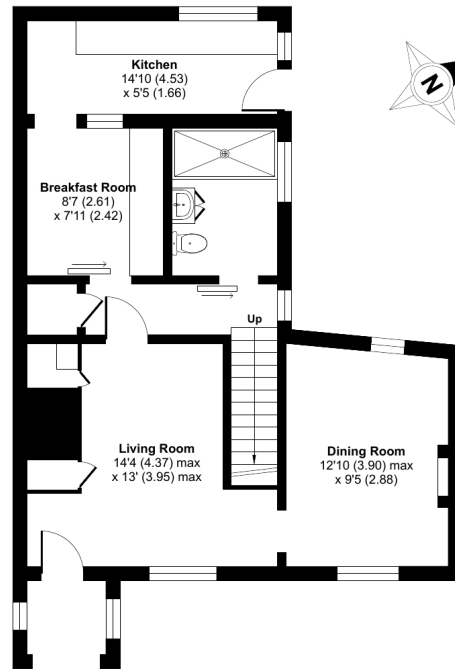 Kitchen
14'10 (4.53)
x 5'5 (1.66)
N
Breakfast Room
8'7 (2.61)
x 7'11 (2.42)
Up
Living Room
14'4 (4.37) max
x 13' (3.95) max
Dining Room
12'10 (3.90) max
x 9'5 (2.88)